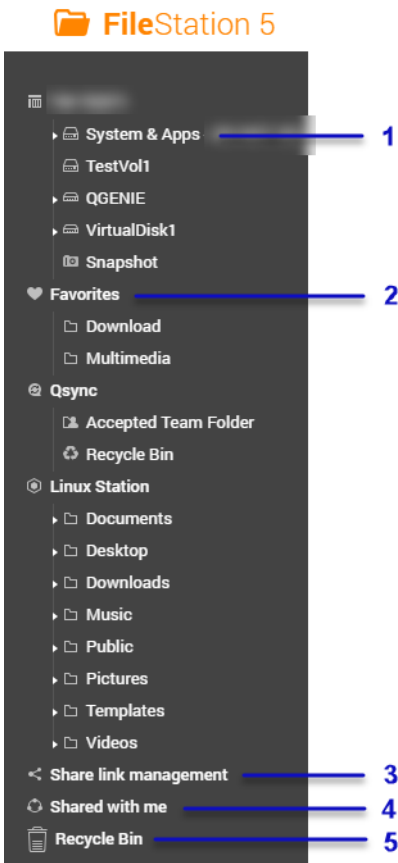 FileStation 5
System & Apps 1
TestVol1
QGENIE
VirtualDisk1
Snapshot
Favorites 2
Download
Multimedia
Qsync
Accepted Team Folder
Recycle Bin
Linux Station
Documents
Desktop
Downloads
Music
Public
Pictures
Templates
Videos
Share link management 3
Shared with me 4
Recycle Bin 5